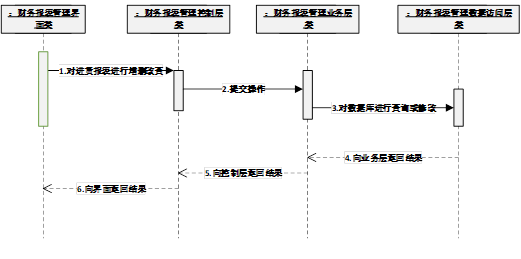 : 财务报表管理界
面类
: 财务报表管理控制层
类
: 财务报表管理业务层
类
: 财务报表管理数据访问层
类
1.对进货报表进行增删改查
2.提交操作
3.对数据库进行查询或修改
4.向业务层返回结果
5.向控制层返回结果
6.向界面返回结果